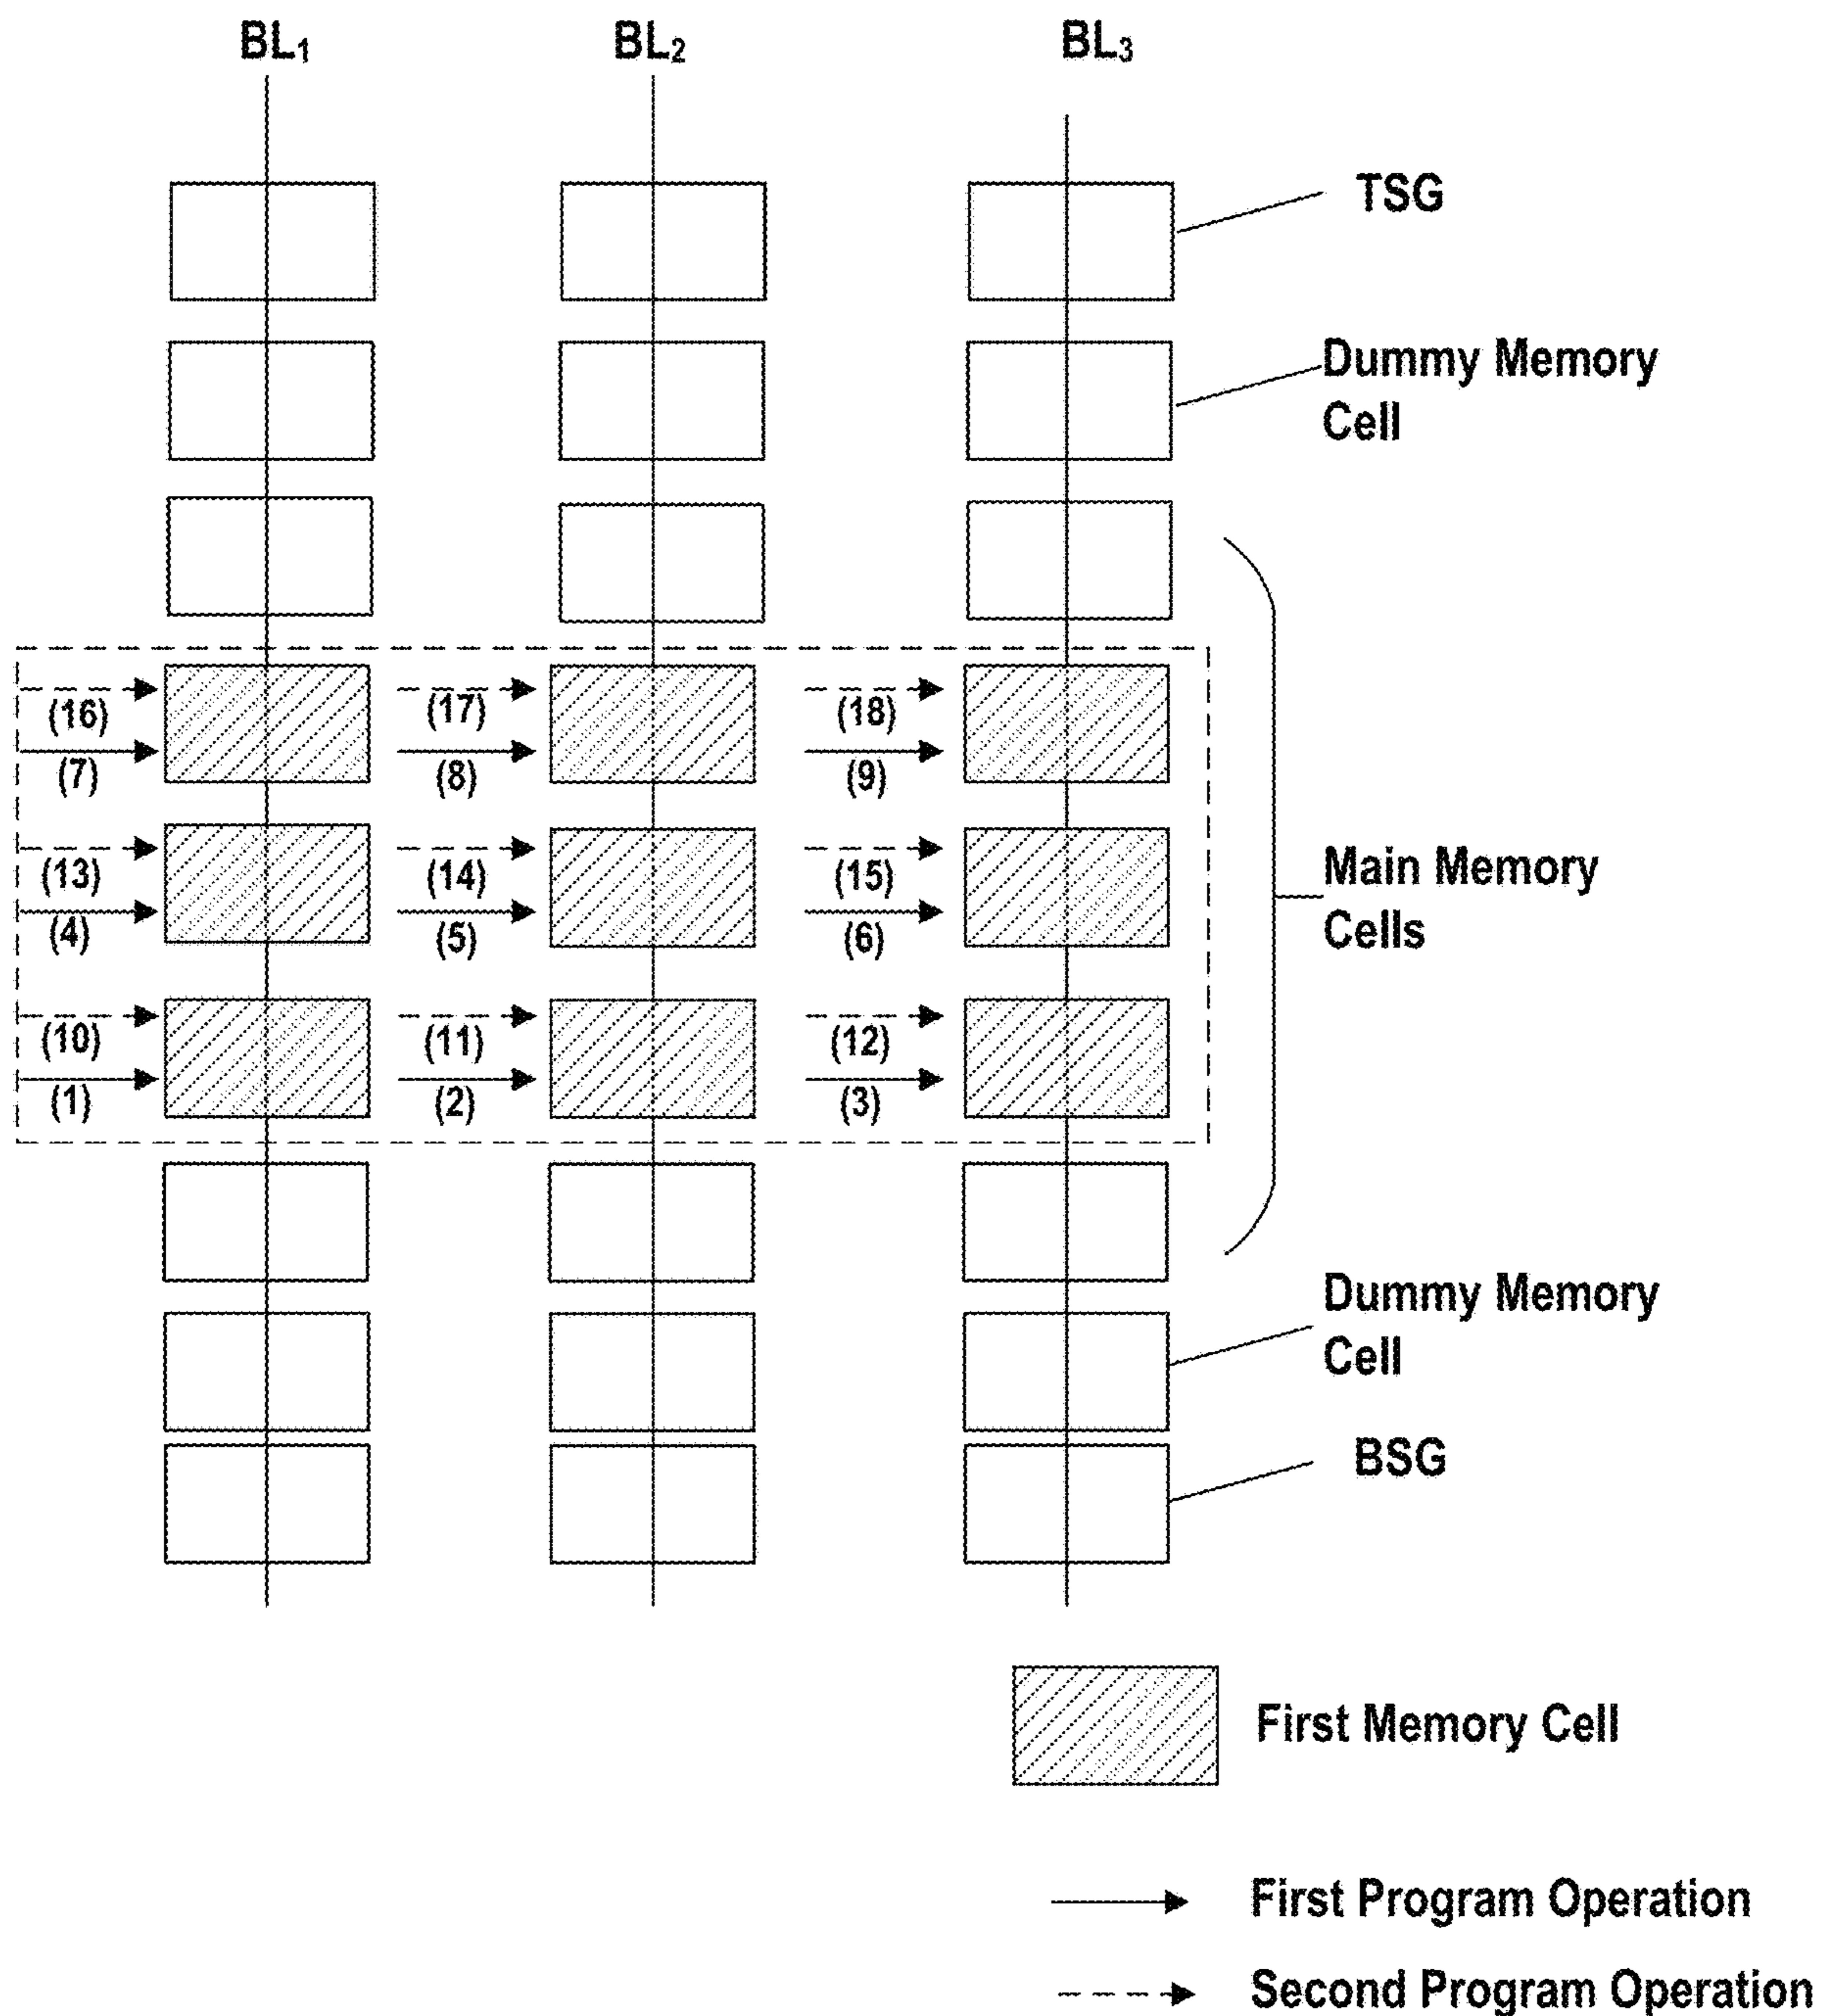 BL₁ BL₂ BL₃
TSG
Dummy Memory
Cell
(16) (17) (18)
(7) (8) (9)
(13) (14) (15)
(4) (5) (6)
Main Memory
Cells
(10) (11) (12)
(1) (2) (3)
Dummy Memory
Cell
BSG
First Memory Cell
First Program Operation
Second Program Operation